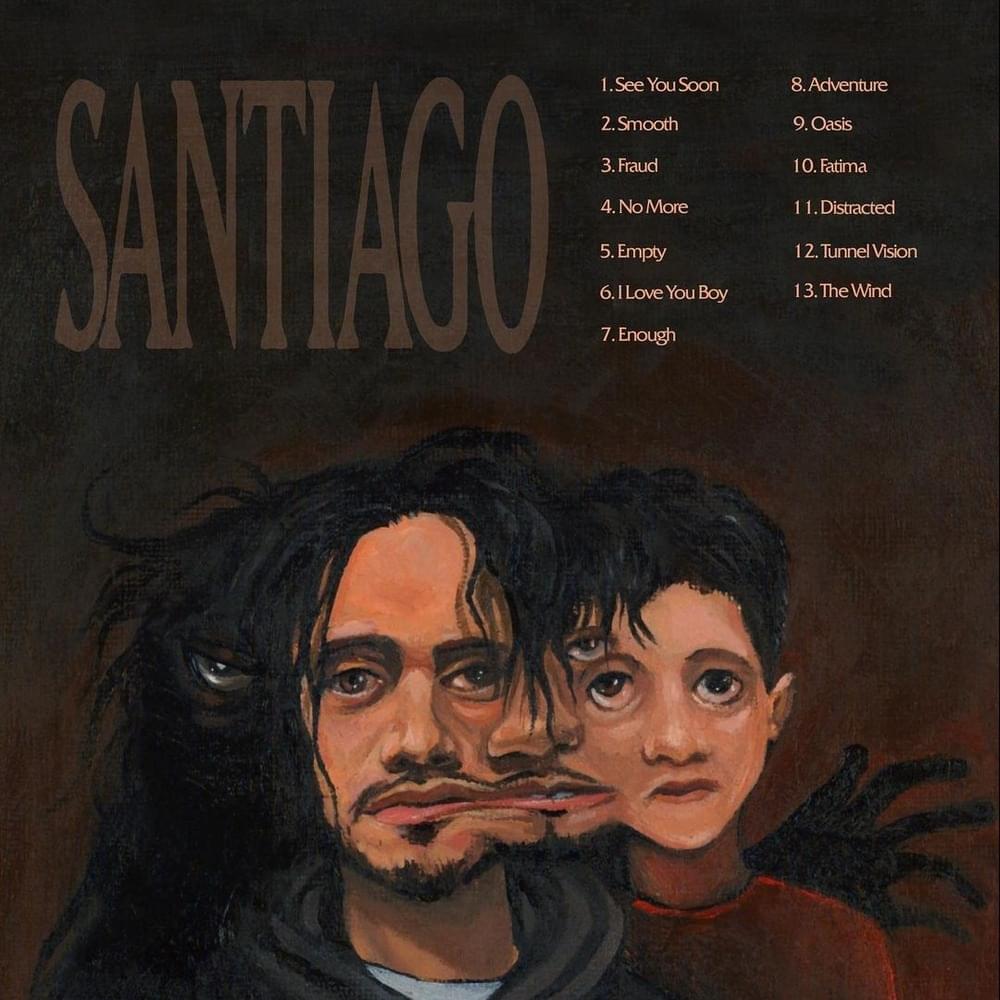 SANTIAGO
1. See You Soon
2. Smooth
3. Fraud
4. No More
5. Empty
6. I Love You Boy
7. Enough
8. Adventure
9. Oasis
10. Fatima
11. Distracted
12. Tunnel Vision
13. The Wind